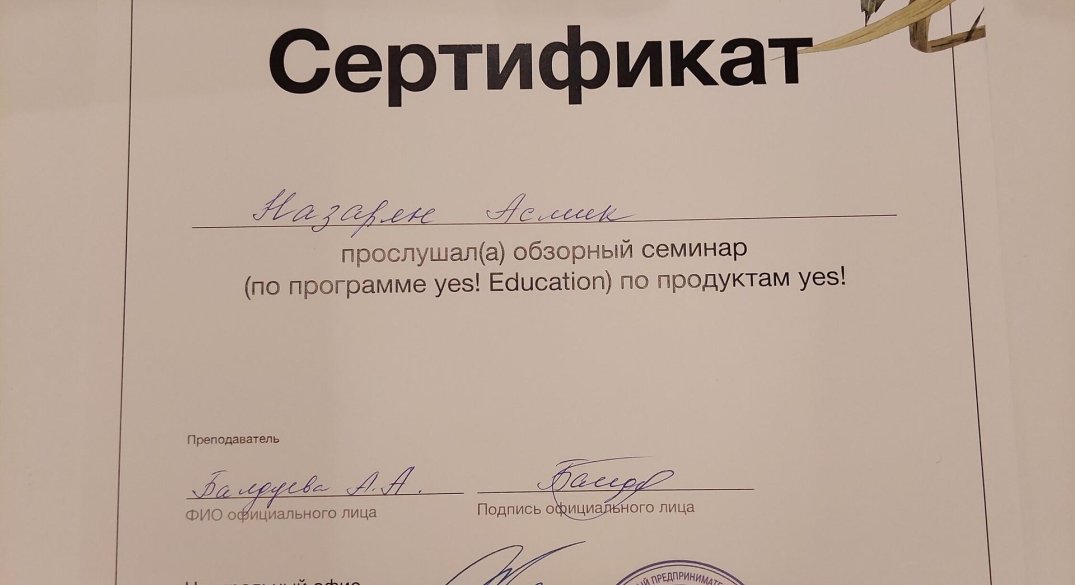 Сертификат
Назарян Асмик
прослушал(а) обзорный семинар
(по программе yes! Education) по продуктам yes!
Преподаватель
Балдуева А.А.
ФИО официального лица
Подпись официального лица